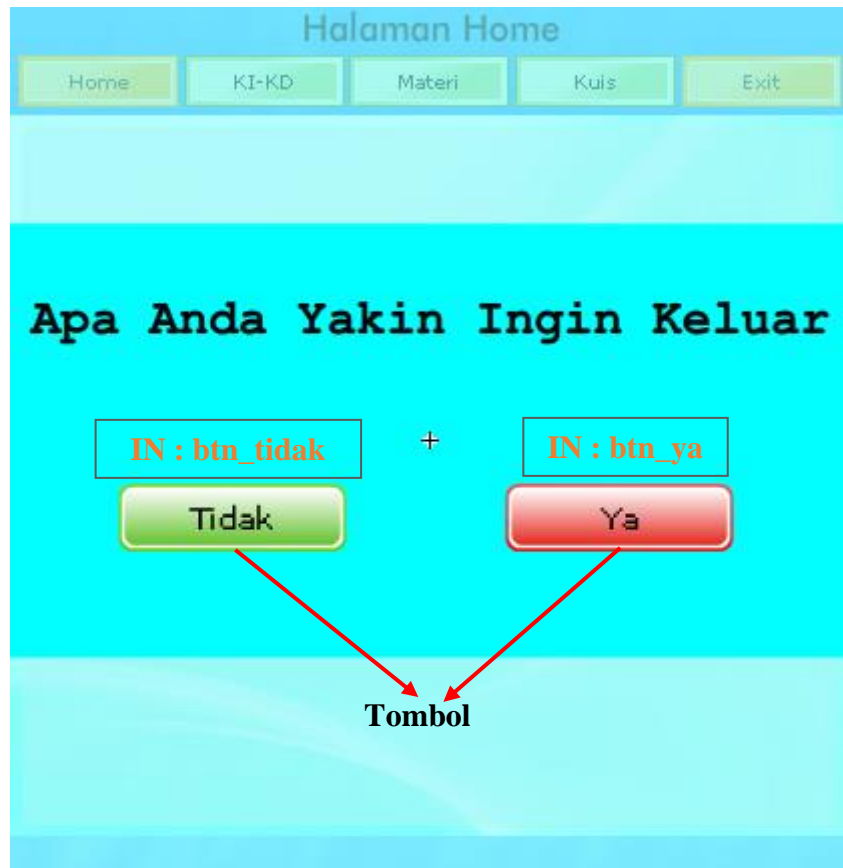 Halaman Home
Home KI-KD Materi Kuis Exit
Apa Anda Yakin Ingin Keluar
IN : btn_tidak IN : btn_ya
Tidak Ya
Tombol